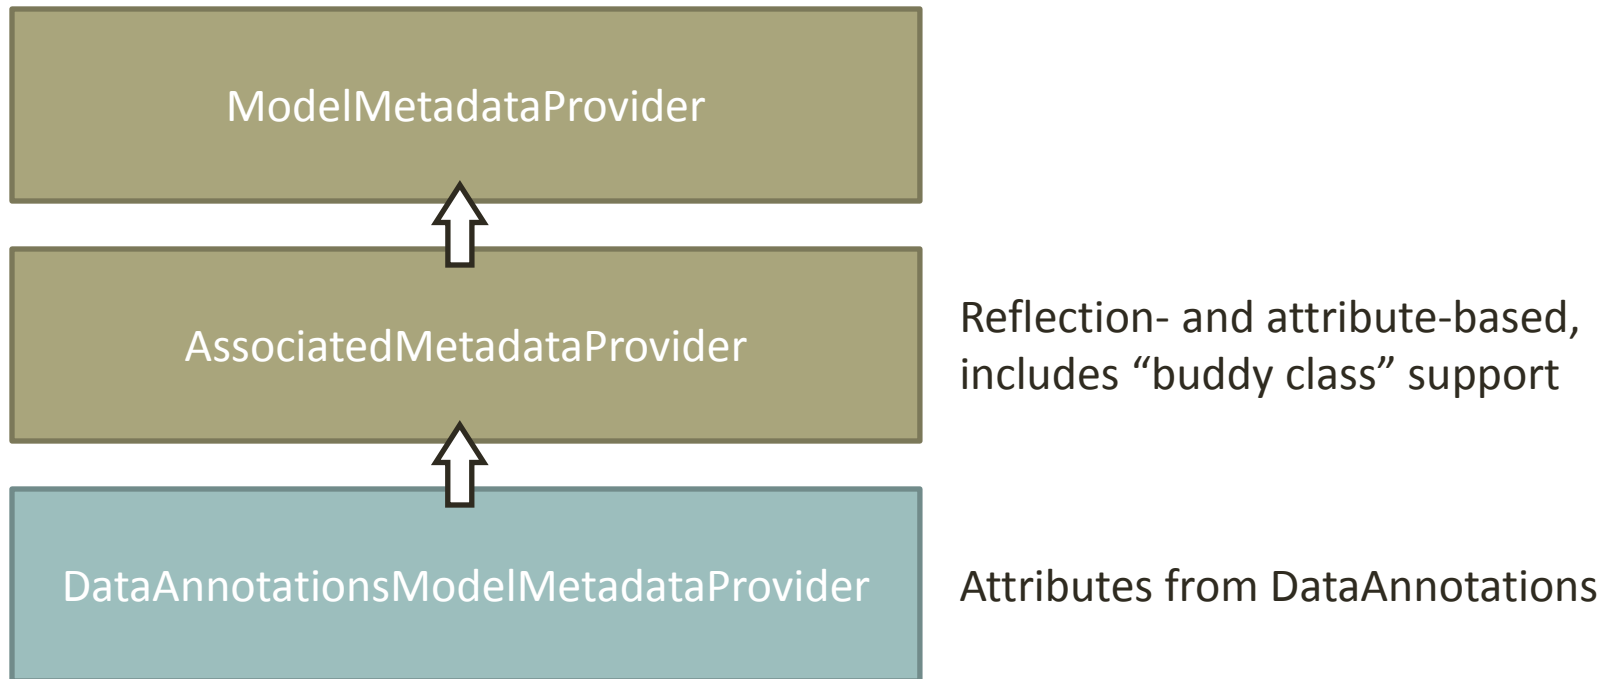 ModelMetadataProvider
AssociatedMetadataProvider
Reflection- and attribute-based,
includes “buddy class” support
DataAnnotationsModelMetadataProvider
Attributes from DataAnnotations